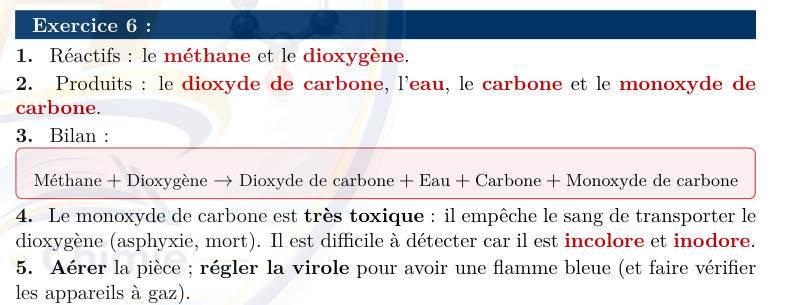 Exercice 6 :
1. Réactifs : le méthane et le dioxygène.
2. Produits : le dioxyde de carbone, l'eau, le carbone et le monoxyde de
carbone.
3. Bilan :
Méthane + Dioxygène → Dioxyde de carbone + Eau + Carbone + Monoxyde de carbone
4. Le monoxyde de carbone est très toxique : il empêche le sang de transporter le
dioxygène (asphyxie, mort). Il est difficile à détecter car il est incolore et inodore.
5. Aérer la pièce ; régler la virole pour avoir une flamme bleue (et faire vérifier
les appareils à gaz).